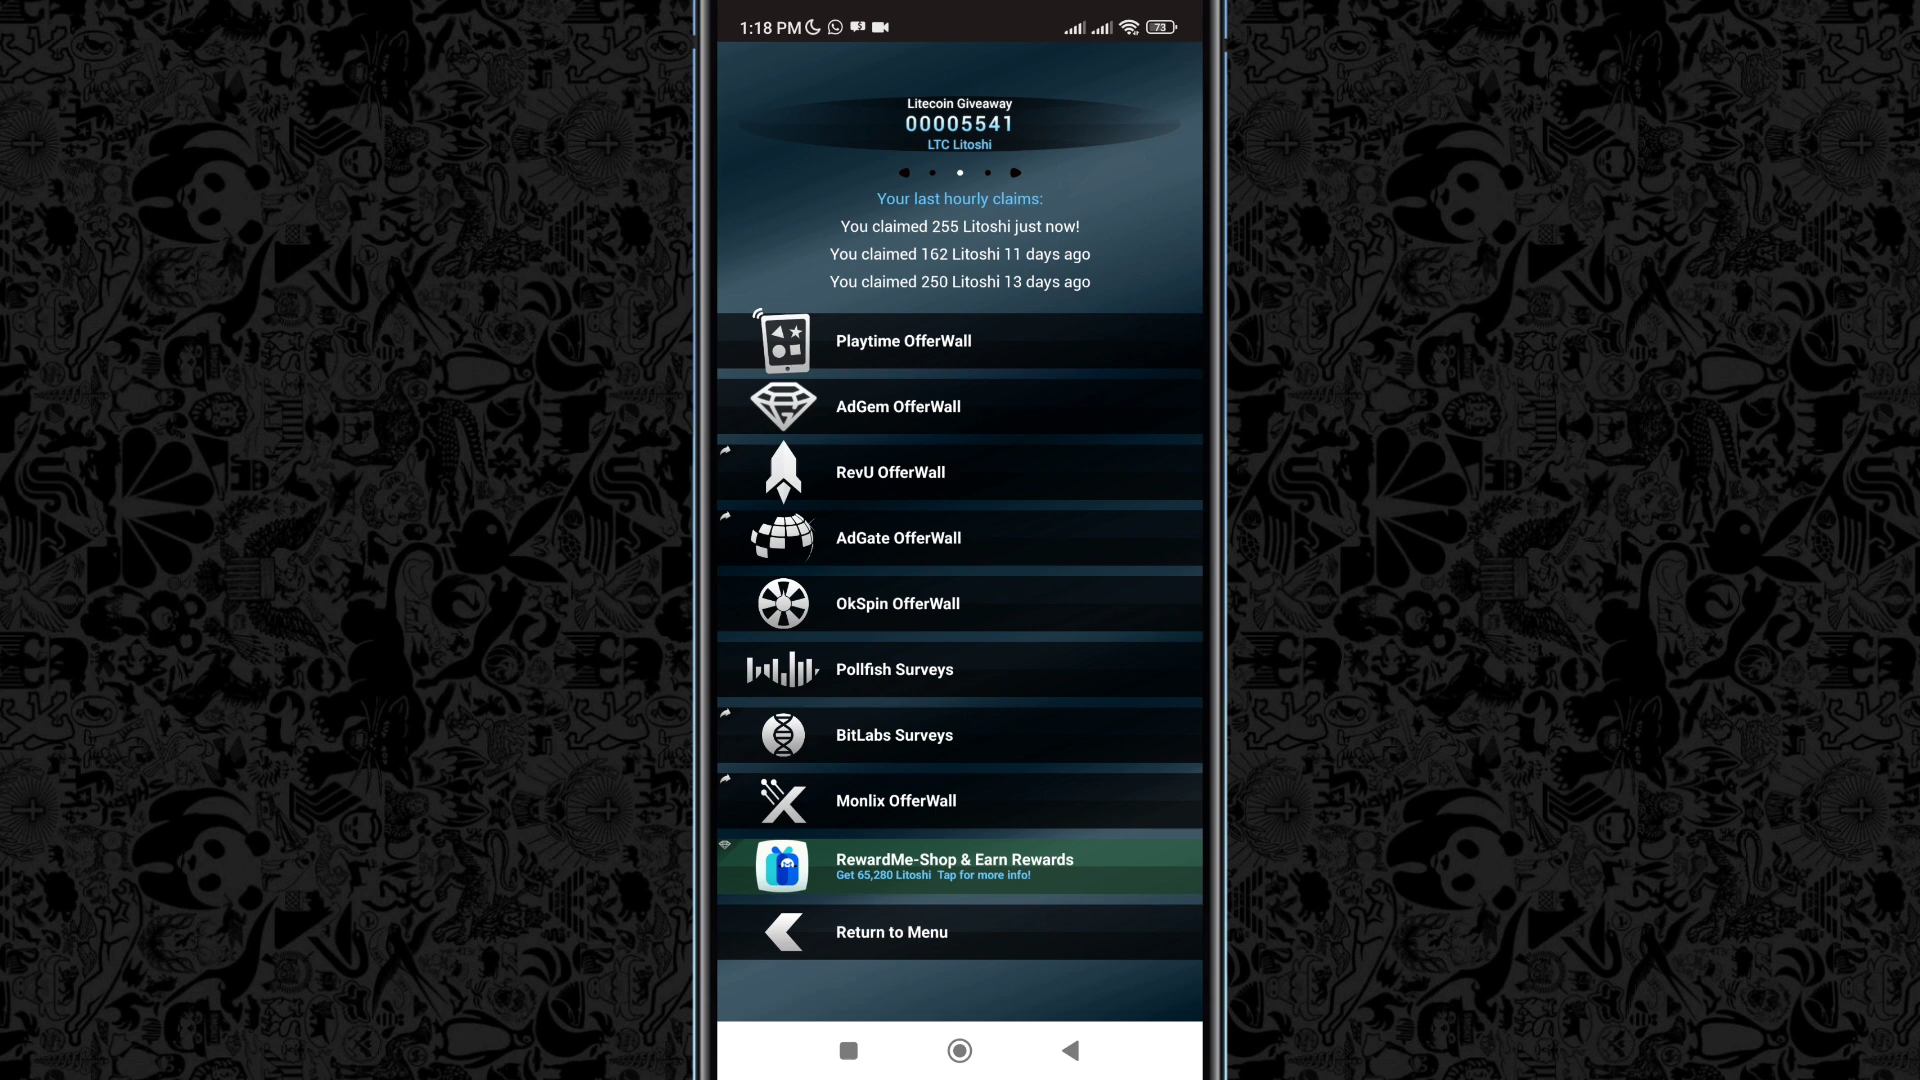 1:18 PM
73
Litecoin Giveaway
00005541
LTC Litoshi
Your last hourly claims:
You claimed 255 Litoshi just now!
You claimed 162 Litoshi 11 days ago
You claimed 250 Litoshi 13 days ago
Playtime OfferWall
AdGem OfferWall
RevU OfferWall
AdGate OfferWall
OkSpin OfferWall
Pollfish Surveys
BitLabs Surveys
Monlix OfferWall
RewardMe-Shop & Earn Rewards
Get 65,280 Litoshi Tap for more info!
Return to Menu